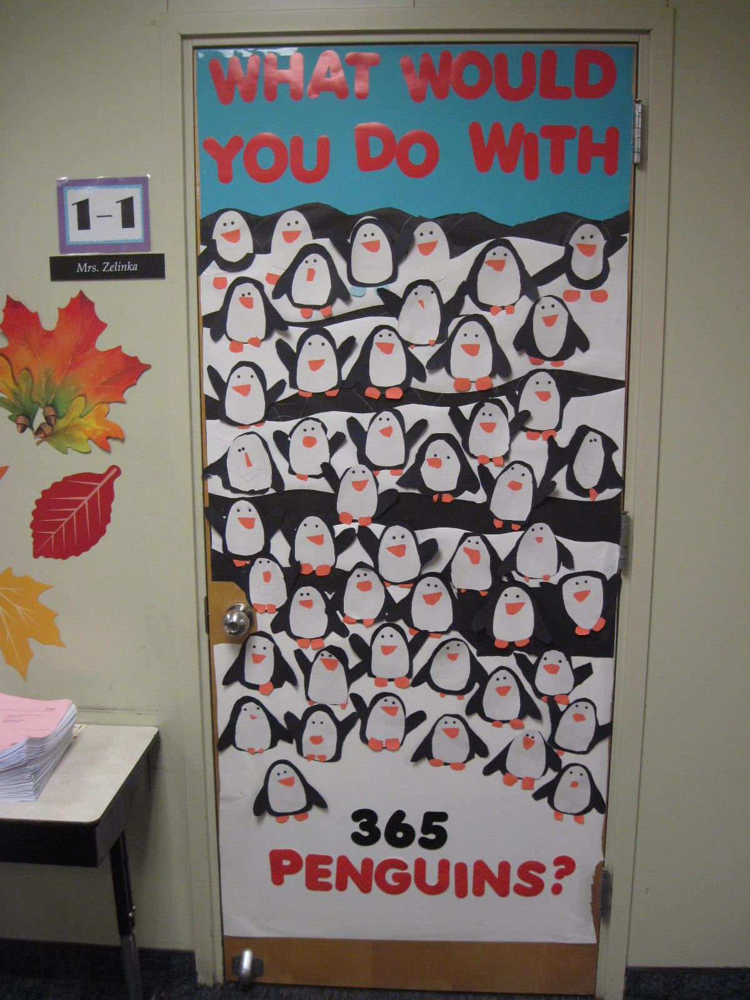 WHAT WOULD
YOU DO WITH
1-1
Mrs. Zelinka
365
PENGUINS?